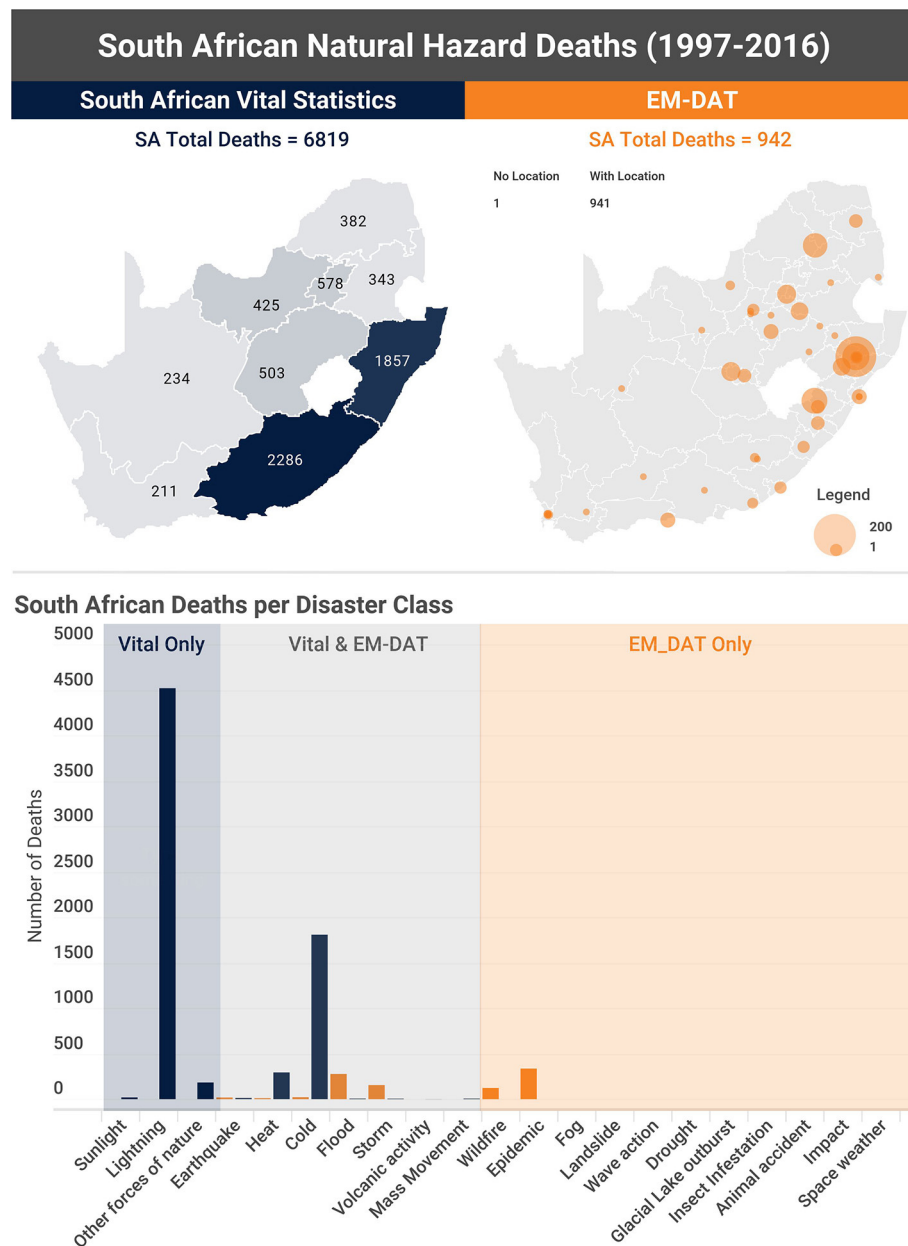 South African Natural Hazard Deaths (1997-2016)
South African Vital Statistics
EM-DAT
SA Total Deaths = 6819
SA Total Deaths = 942
No Location
With Location
1
941
382
343
578
425
1857
503
234
2286
211
Legend
200
1
South African Deaths per Disaster Class
Vital Only
Vital & EM-DAT
EM_DAT Only
Number of Deaths
5000
4500
4000
3500
3000
2500
2000
1500
1000
500
0
Sunlight
Lightning
Other forces of nature
Earthquake
Heat
Cold
Flood
Storm
Volcanic activity
Mass Movement
Wildfire
Epidemic
Fog
Landslide
Wave action
Drought
Glacial Lake outburst
Insect Infestation
Animal accident
Impact
Space weather